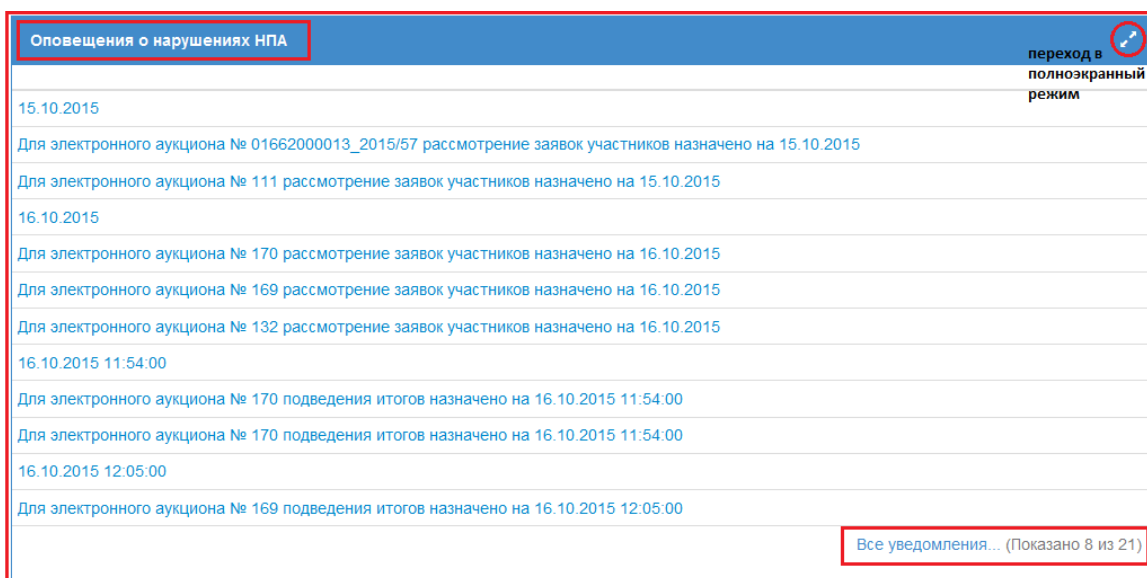 Оповещения о нарушениях НПА
переход в
полноэкранный
режим
15.10.2015
Для электронного аукциона № 01662000013_2015/57 рассмотрение заявок участников назначено на 15.10.2015
Для электронного аукциона № 111 рассмотрение заявок участников назначено на 15.10.2015
16.10.2015
Для электронного аукциона № 170 рассмотрение заявок участников назначено на 16.10.2015
Для электронного аукциона № 169 рассмотрение заявок участников назначено на 16.10.2015
Для электронного аукциона № 132 рассмотрение заявок участников назначено на 16.10.2015
16.10.2015 11:54:00
Для электронного аукциона № 170 подведения итогов назначено на 16.10.2015 11:54:00
Для электронного аукциона № 170 подведения итогов назначено на 16.10.2015 11:54:00
16.10.2015 12:05:00
Для электронного аукциона № 169 подведения итогов назначено на 16.10.2015 12:05:00
Все уведомления... (Показано 8 из 21)